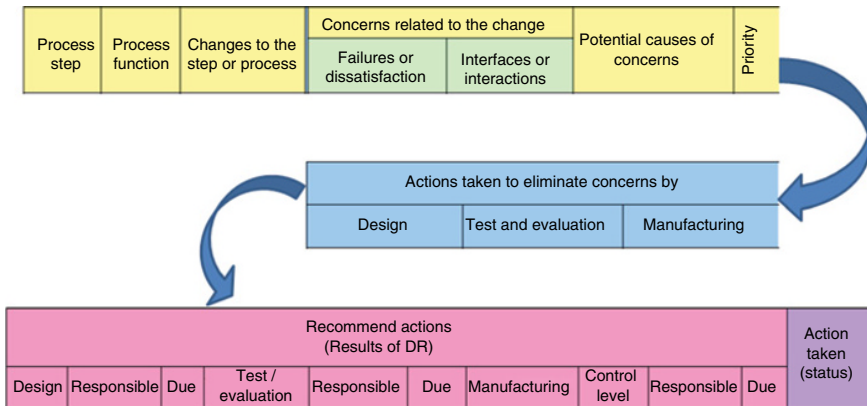 Process step
Process function
Changes to the step or process
Concerns related to the change
Failures or dissatisfaction
Interfaces or interactions
Potential causes of concerns
Priority
Actions taken to eliminate concerns by
Design
Test and evaluation
Manufacturing
Recommend actions
(Results of DR)
Design
Responsible
Due
Test / evaluation
Responsible
Due
Manufacturing
Control level
Responsible
Due
Action taken (status)